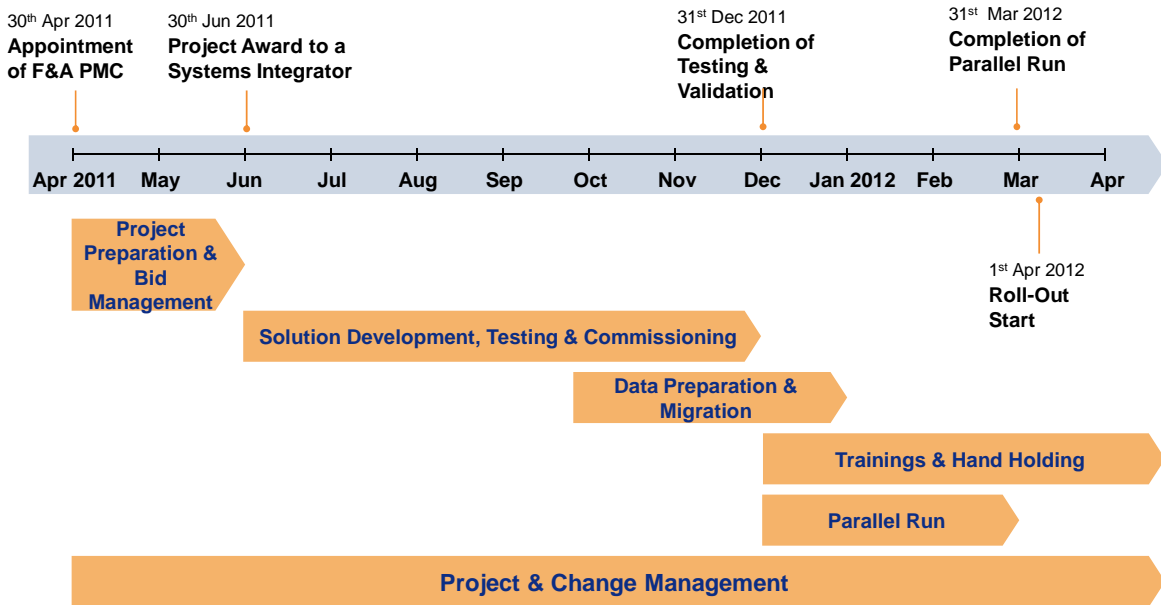 30th Apr 2011
Appointment
of F&A PMC
30th Jun 2011
Project Award to a
Systems Integrator
31st Dec 2011
Completion of
Testing &
Validation
31st Mar 2012
Completion of
Parallel Run
Apr 2011 May Jun Jul Aug Sep Oct Nov Dec Jan 2012 Feb Mar Apr
Project
Preparation &
Bid
Management
1st Apr 2012
Roll-Out
Start
Solution Development, Testing & Commissioning
Data Preparation &
Migration
Trainings & Hand Holding
Parallel Run
Project & Change Management